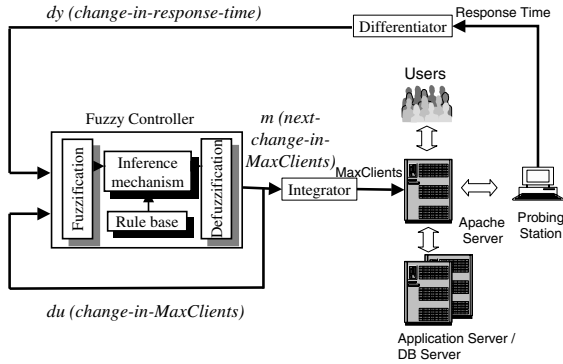 dy (change-in-response-time)
Differentiator
Response Time
Users
Fuzzy Controller
m (next-
change-in-
MaxClients)
Fuzzification
Inference
mechanism
Rule base
Defuzzification
Integrator
MaxClients
Apache
Server
Probing
Station
du (change-in-MaxClients)
Application Server /
DB Server